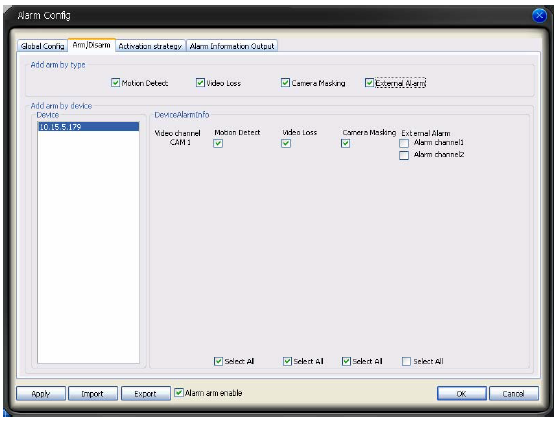 Alarm Config
Global Config Arm/Disarm Activation strategy Alarm Information Output
Add arm by type
Motion Detect Video Loss Camera Masking External Alarm
Add arm by device
Device DeviceAlarmInfo
10.15.5.179
Video channel Motion Detect Video Loss Camera Masking External Alarm
CAM 1 Alarm channel1
Alarm channel2
Select All Select All Select All Select All
Apply Import Export Alarm arm enable OK Cancel